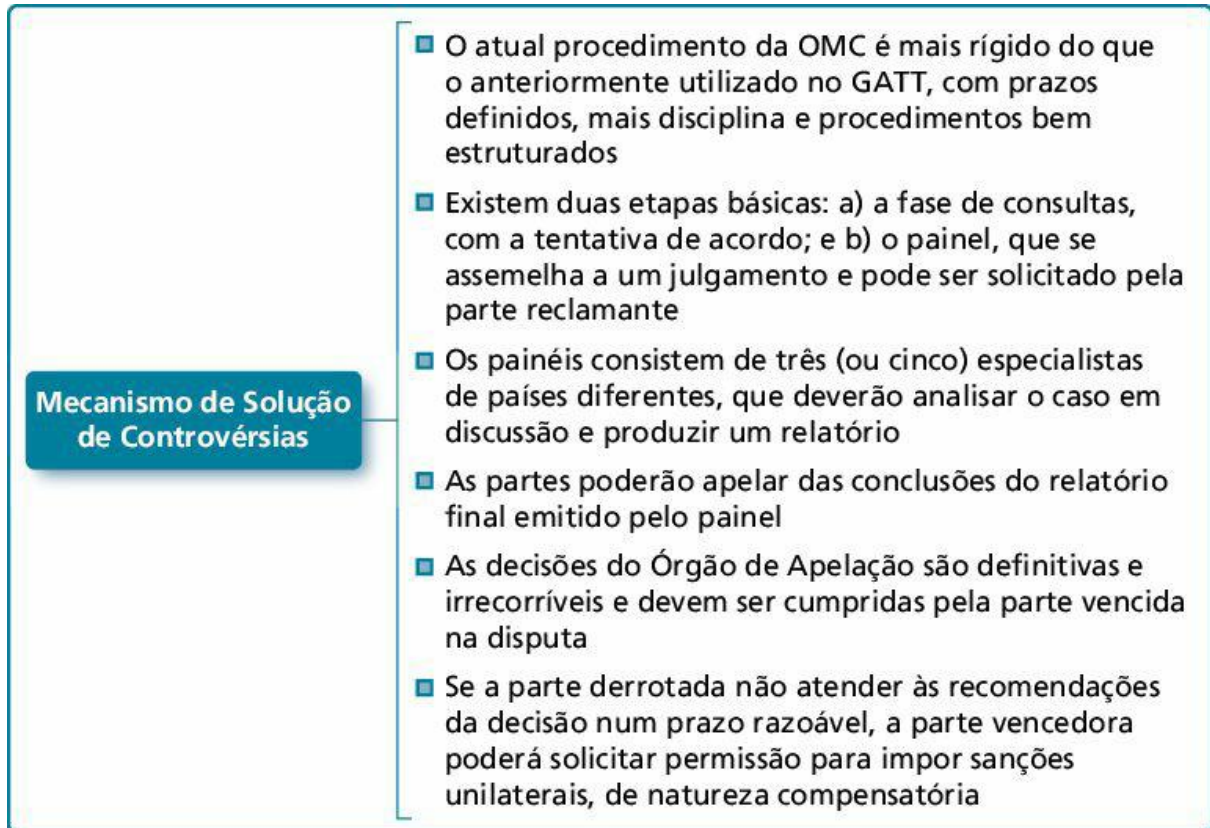 Mecanismo de Solução
de Controvérsias
O atual procedimento da OMC é mais rígido do que
o anteriormente utilizado no GATT, com prazos
definidos, mais disciplina e procedimentos bem
estruturados
Existem duas etapas básicas: a) a fase de consultas,
com a tentativa de acordo; e b) o painel, que se
assemelha a um julgamento e pode ser solicitado pela
parte reclamante
Os painéis consistem de três (ou cinco) especialistas
de países diferentes, que deverão analisar o caso em
discussão e produzir um relatório
As partes poderão apelar das conclusões do relatório
final emitido pelo painel
As decisões do Órgão de Apelação são definitivas e
irrecorríveis e devem ser cumpridas pela parte vencida
na disputa
Se a parte derrotada não atender às recomendações
da decisão num prazo razoável, a parte vencedora
poderá solicitar permissão para impor sanções
unilaterais, de natureza compensatória